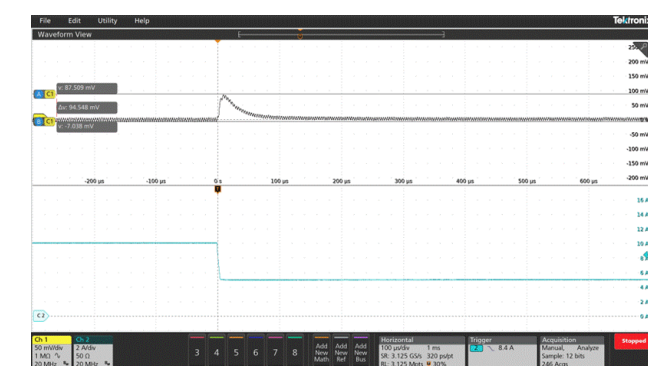 File Edit Utility Help
Tektronix
Waveform View
200 mV
150 mV
v: 87.509 mV
100 mV
A C1
Δv: 94.548 mV
50 mV
B C1
v: -7.038 mV
-50 mV
-100 mV
-150 mV
-200 µs -100 µs 0 s 100 µs 200 µs 300 µs 400 µs 500 µs 600 µs -200 mV
T
16 A
14 A
12 A
10 A
8 A
6 A
4 A
2 A
C2 0 A
Ch 1 Ch 2 Horizontal Trigger Acquisition
50 mV/div 2 A/div 3 4 5 6 7 8 Add New Math Add New Ref Add New Bus 100 µs/div 1 ms 2 8.4 A Manual, Analyze Stopped
1 MΩ 50 Ω SR: 3.125 GS/s 320 ps/pt Sample: 12 bits
20 MHz 20 MHz RL: 3.125 Mpts 30% 246 Acqs